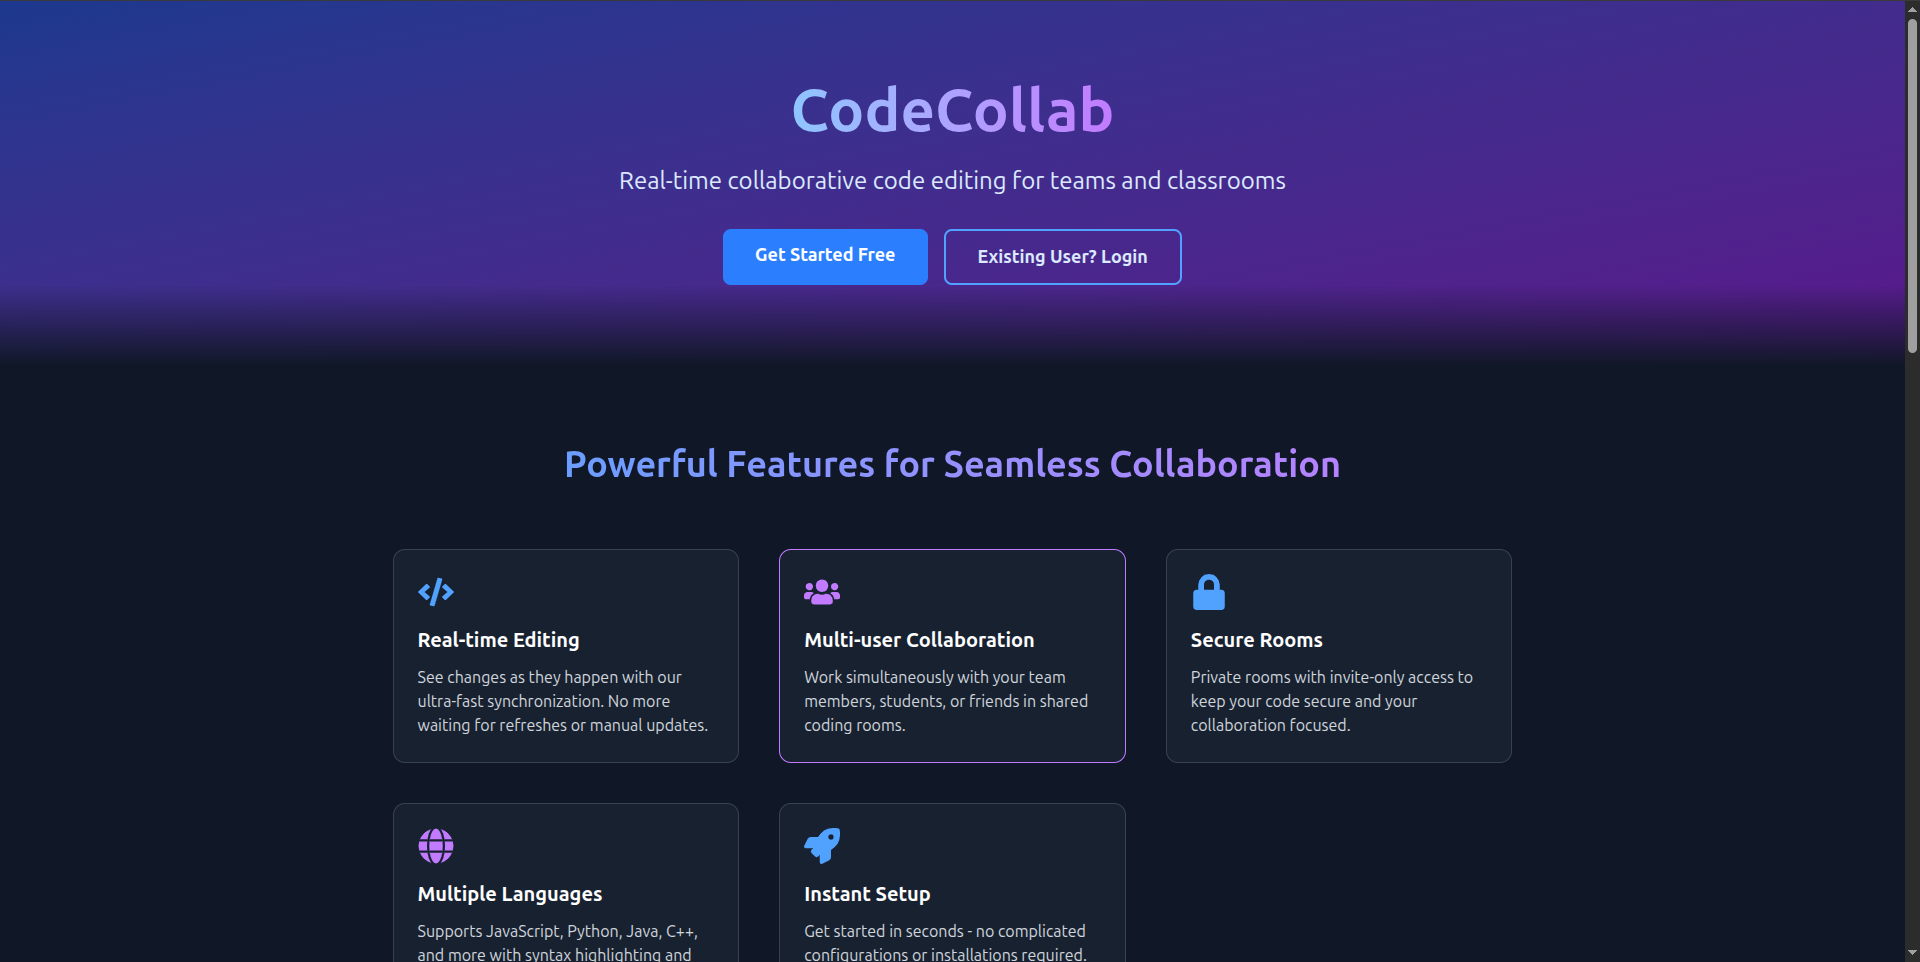 CodeCollab
Real-time collaborative code editing for teams and classrooms
Get Started Free
Existing User? Login
Powerful Features for Seamless Collaboration
Real-time Editing
See changes as they happen with our
ultra-fast synchronization. No more
waiting for refreshes or manual updates.
Multi-user Collaboration
Work simultaneously with your team
members, students, or friends in shared
coding rooms.
Secure Rooms
Private rooms with invite-only access to
keep your code secure and your
collaboration focused.
Multiple Languages
Supports JavaScript, Python, Java, C++,
and more with syntax highlighting and
Instant Setup
Get started in seconds - no complicated
configurations or installations required.